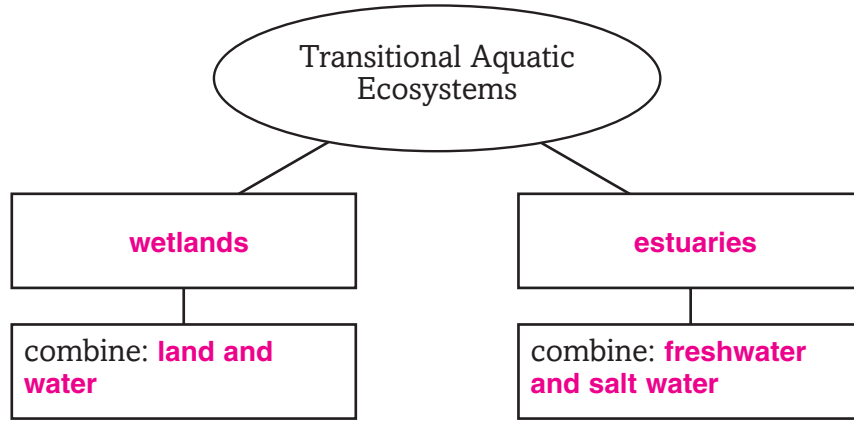 Transitional Aquatic
Ecosystems
wetlands
estuaries
combine: land and
water
combine: freshwater
and salt water